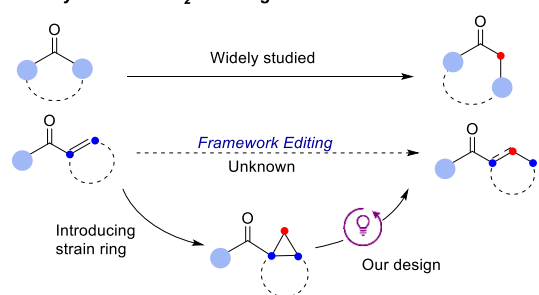 O
O
Widely studied
O
O
Framework Editing
Unknown
Introducing
strain ring
O
Our design